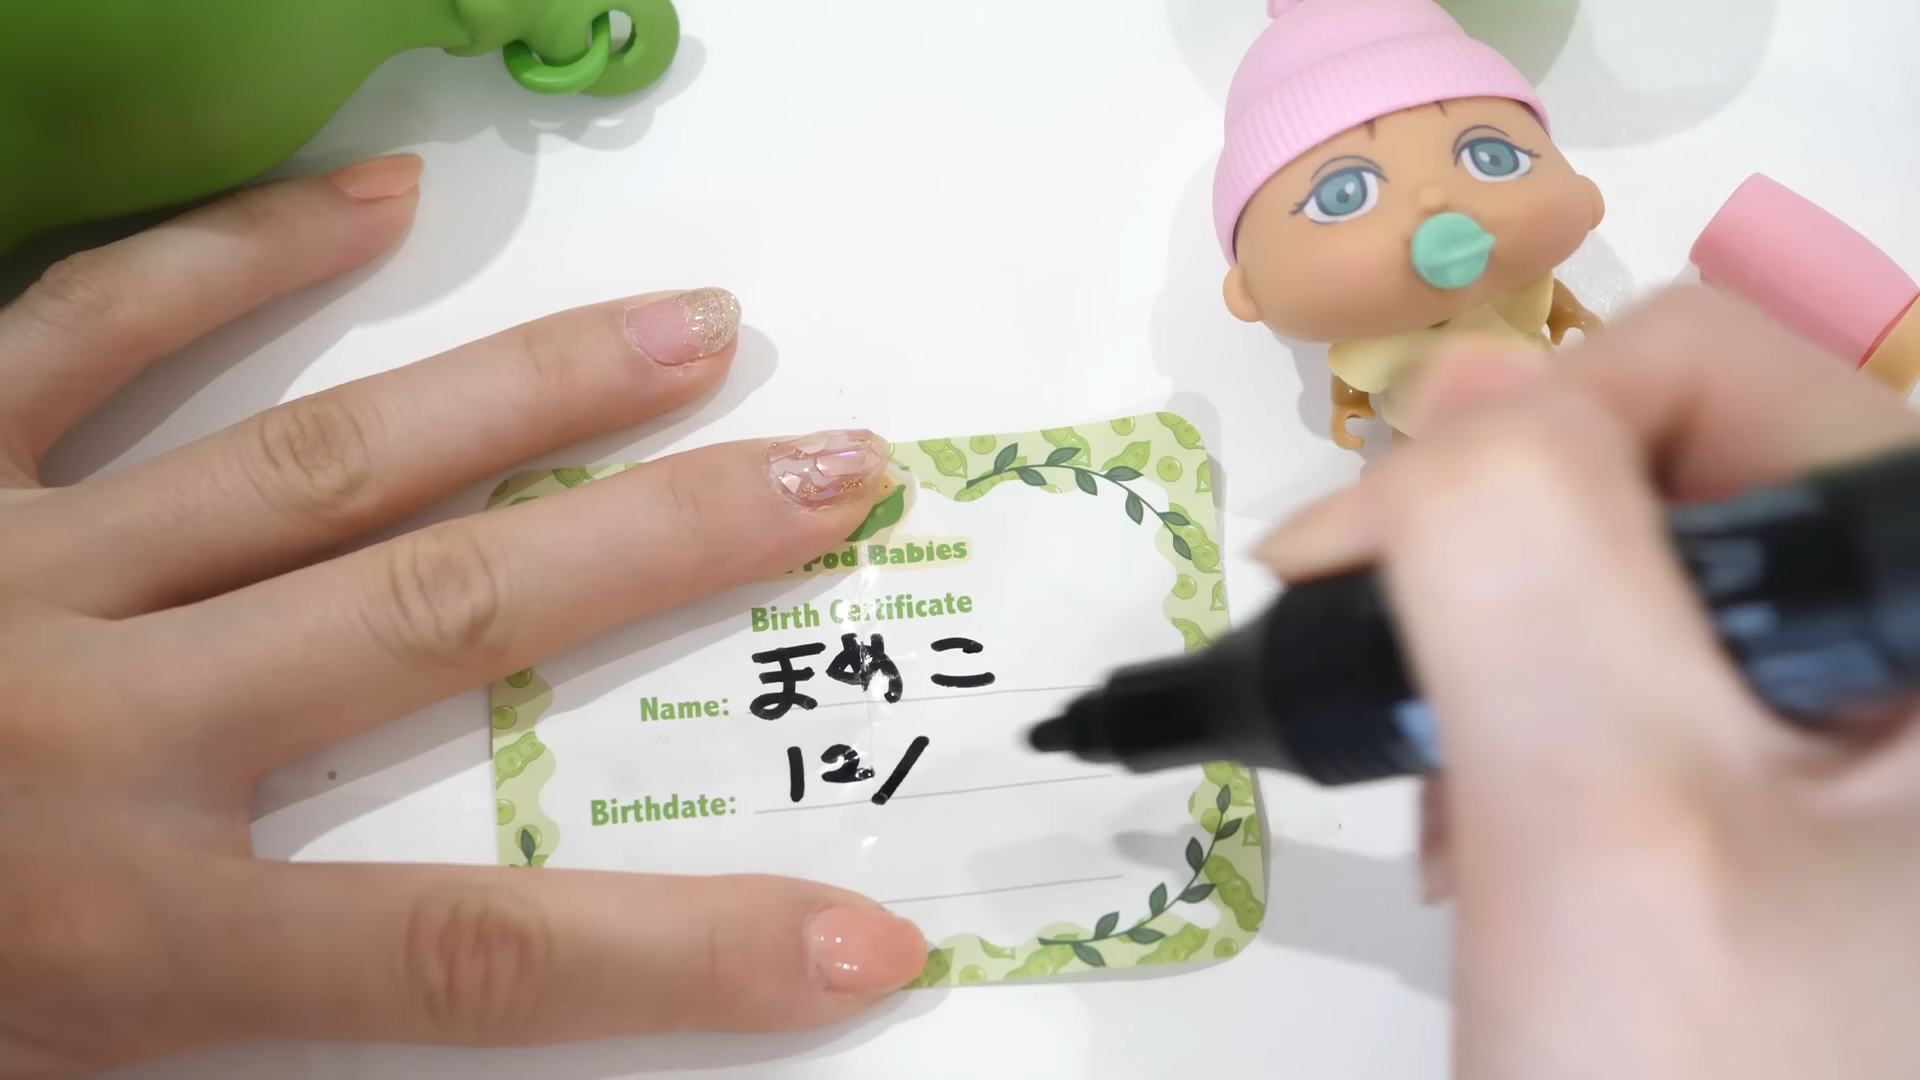 Pod Babies
Birth Certificate
Name: まめこ
Birthdate: 12/